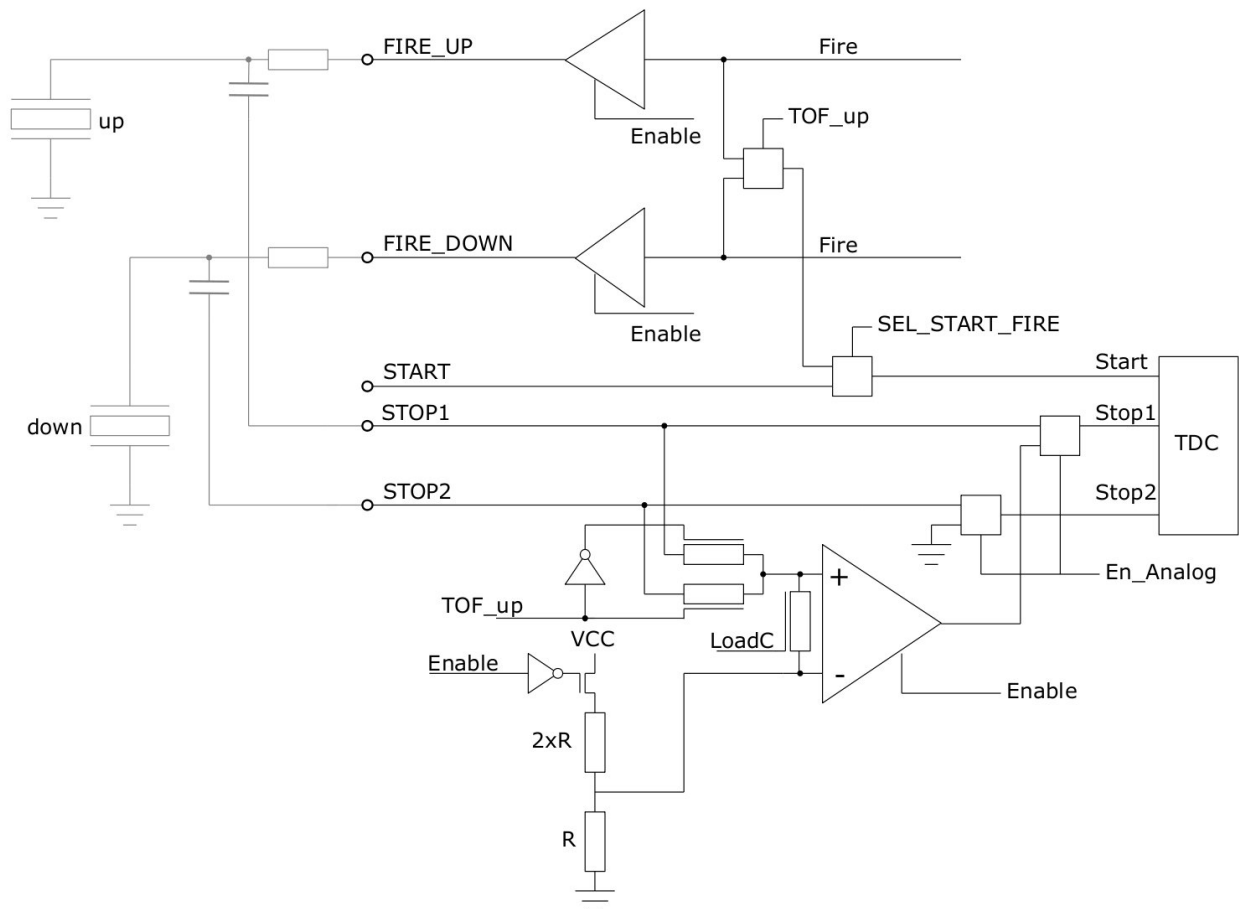 FIRE_UP
Fire
up
TOF_up
Enable
FIRE_DOWN
Fire
Enable
SEL_START_FIRE
START
Start
STOP1
Stop1
down
TDC
STOP2
Stop2
+
En_Analog
TOF_up
VCC
LoadC
Enable
-
Enable
2xR
R